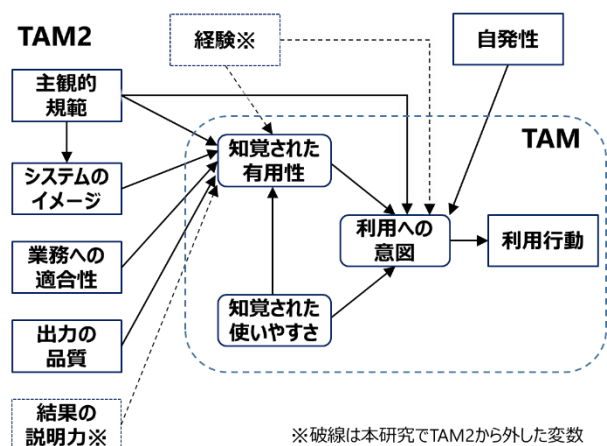 TAM2
経験※
自発性
主観的
規範
TAM
知覚された
有用性
システムの
イメージ
利用への
意図
利用行動
業務への
適合性
知覚された
使いやすさ
出力の
品質
結果の
説明力※
※破線は本研究でTAM2から外した変数